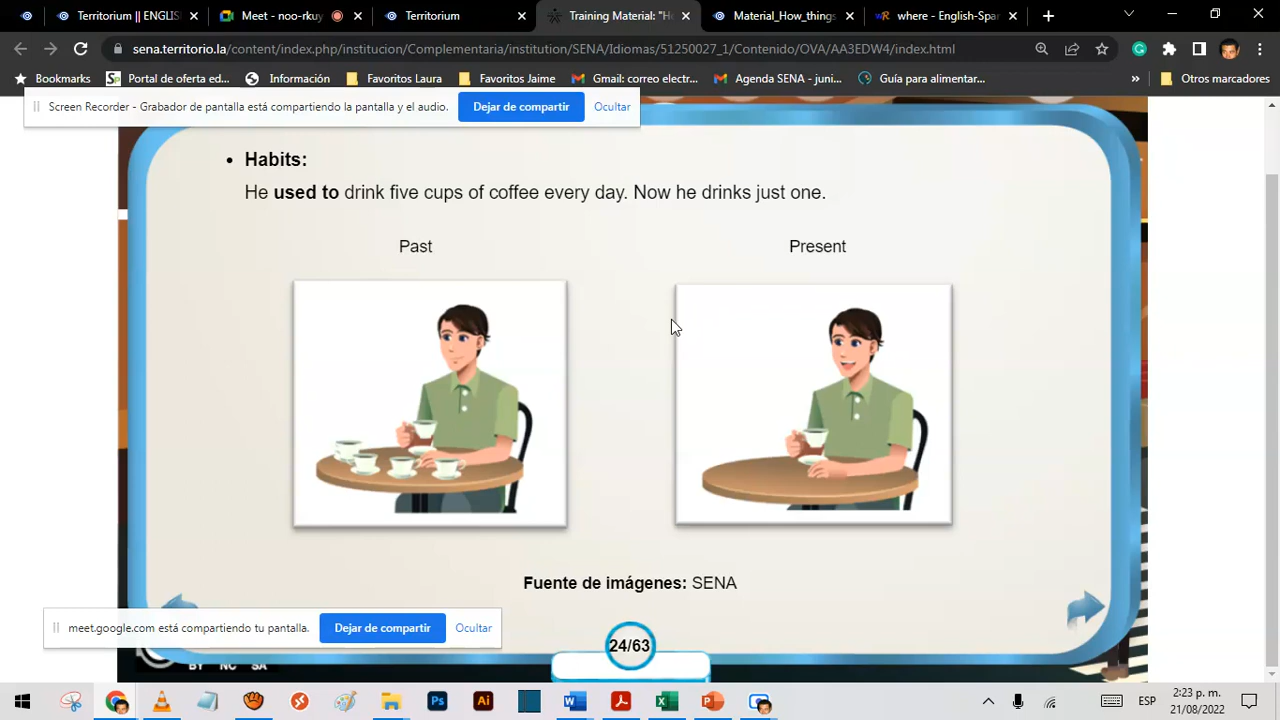 Territorium || ENGLISH
Meet - noo-rkuy
Territorium
Training Material: "Ho
Material_How_things
where - English-Span
sena.territorio.la/content/index.php/institucion/Complementaria/institution/SENA/Idiomas/51250027_1/Contenido/OVA/AA3EDW4/index.html
Bookmarks
Portal de oferta ed...
Información
Favoritos Laura
Favoritos Jaime
Gmail: correo electr...
Agenda SENA - juni...
Guía para alimentar...
»
Otros marcadores
Screen Recorder - Grabador de pantalla está compartiendo la pantalla y el audio.
Dejar de compartir
Ocultar
• Habits:
He used to drink five cups of coffee every day. Now he drinks just one.
Past
Present
Fuente de imágenes: SENA
meet.google.com está compartiendo tu pantalla.
Dejar de compartir
Ocultar
24/63
BY NC SA
ESP
2:23 p. m.
21/08/2022